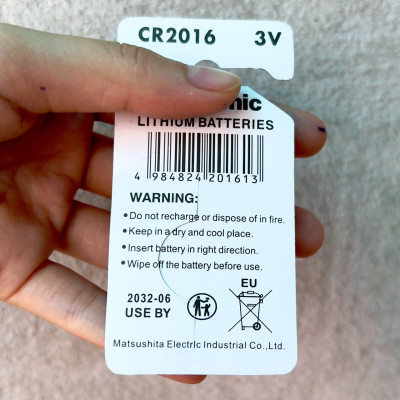 CR2016 3V
LITHIUM BATTERIES
4 984824 201613
WARNING:
• Do not recharge or dispose of in fire.
• Keep in a dry and cool place.
• Insert battery in right direction.
• Wipe off the battery before use.
2032-06
USE BY
EU
Matsushita Electric Industrial Co.,Ltd.